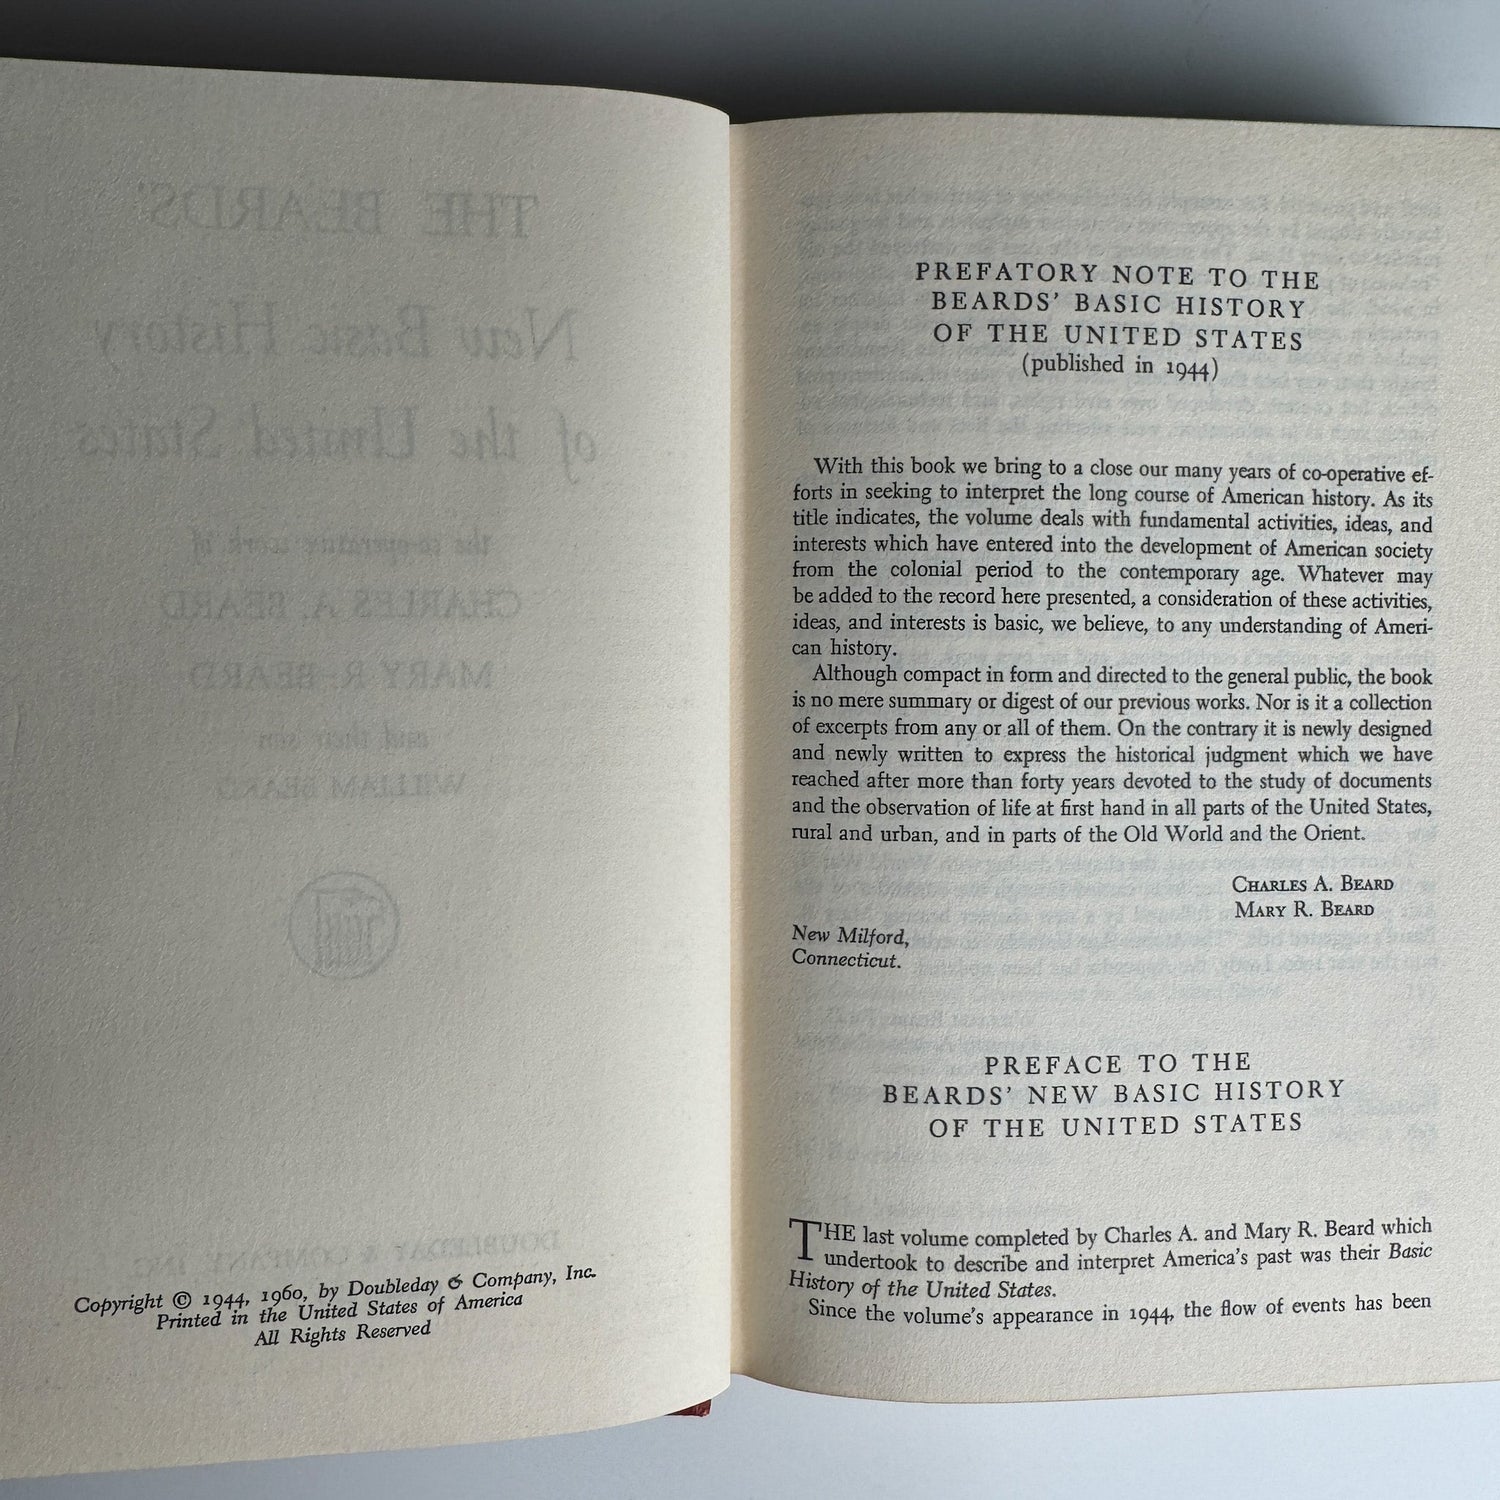 Copyright © 1944, 1960, by Doubleday & Company, Inc.
Printed in the United States of America
All Rights Reserved
PREFATORY NOTE TO THE
BEARDS' BASIC HISTORY
OF THE UNITED STATES
(published in 1944)
With this book we bring to a close our many years of co-operative ef-
forts in seeking to interpret the long course of American history. As its
title indicates, the volume deals with fundamental activities, ideas, and
interests which have entered into the development of American society
from the colonial period to the contemporary age. Whatever may
be added to the record here presented, a consideration of these activities,
ideas, and interests is basic, we believe, to any understanding of Ameri-
can history.
Although compact in form and directed to the general public, the book
is no mere summary or digest of our previous works. Nor is it a collection
of excerpts from any or all of them. On the contrary it is newly designed
and newly written to express the historical judgment which we have
reached after more than forty years devoted to the study of documents
and the observation of life at first hand in all parts of the United States,
rural and urban, and in parts of the Old World and the Orient.
CHARLES A. BEARD
MARY R. BEARD
New Milford,
Connecticut.
PREFACE TO THE
BEARDS' NEW BASIC HISTORY
OF THE UNITED STATES
THE last volume completed by Charles A. and Mary R. Beard which
undertook to describe and interpret America's past was their Basic
History of the United States.
Since the volume's appearance in 1944, the flow of events has been